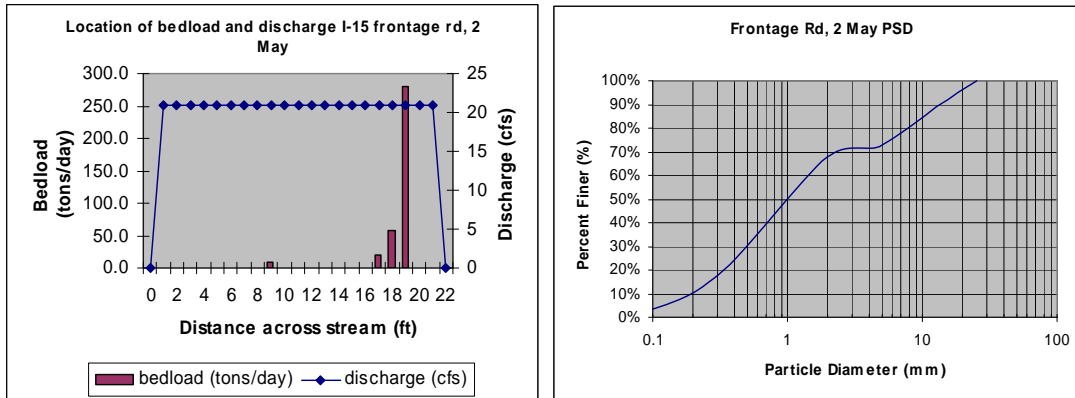 Location of bedload and discharge I-15 frontage rd, 2
May
300.0
250.0
200.0
150.0
100.0
50.0
0.0
Bedload
(tons/day)
25
20
15
10
5
0
Discharge (cfs)
0 2 4 6 8 10 12 14 16 18 20 22
Distance across stream (ft)
bedload (tons/day)
discharge (cfs)
Frontage Rd, 2 May PSD
100%
90%
80%
70%
60%
50%
40%
30%
20%
10%
0%
Percent Finer (%)
0.1 1 10 100
Particle Diameter (mm)